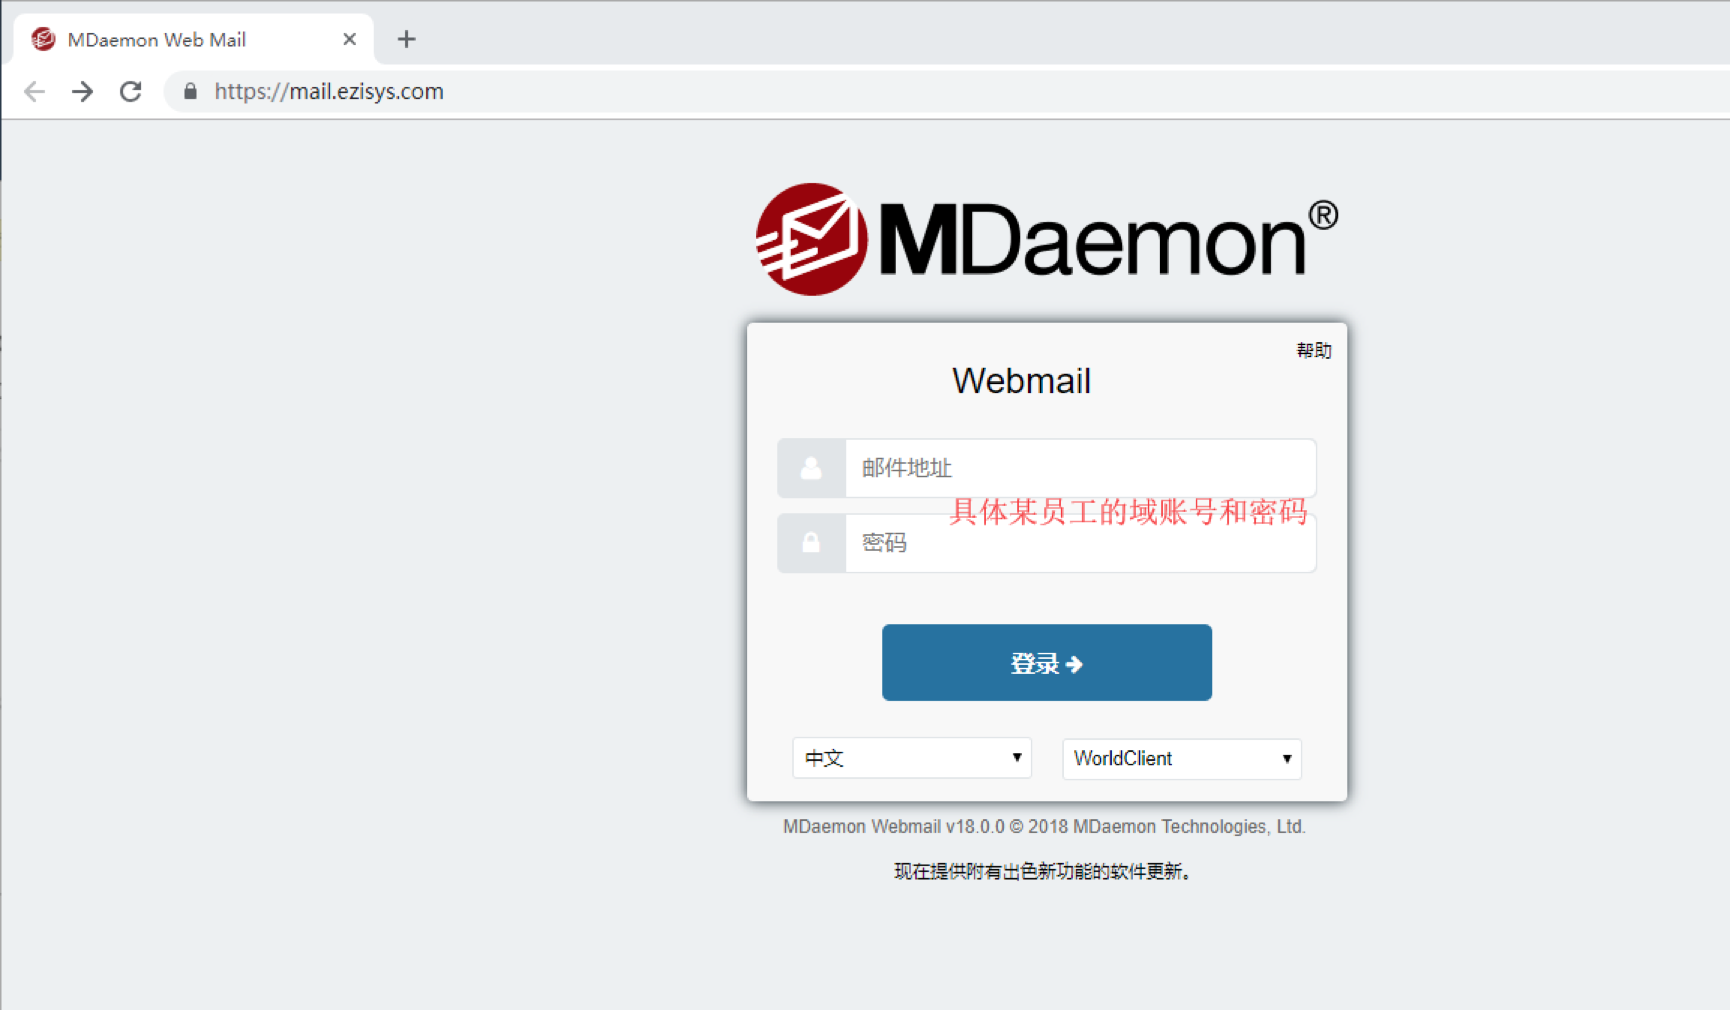 MDaemon Web Mail
https://mail.ezisys.com
MDaemon®
帮助
Webmail
邮件地址
具体某员工的域账号和密码
密码
登录
中文
WorldClient
MDaemon Webmail v18.0.0 © 2018 MDaemon Technologies, Ltd.
现在提供附有出色新功能的软件更新。